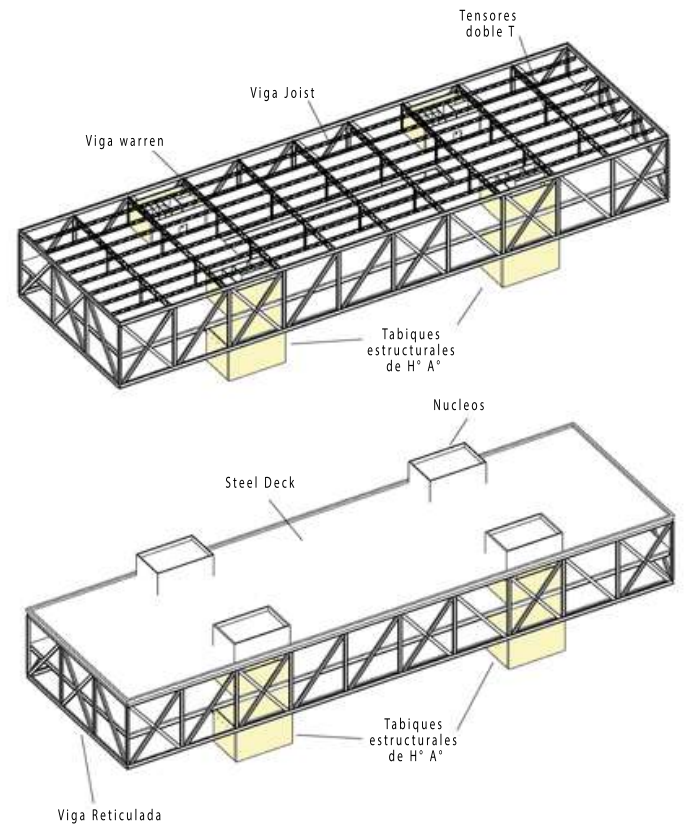 Tensores
doble T
Viga Joist
Viga warren
Tabiques
estructurales
de H° A°
Nucleos
Steel Deck
Tabiques
estructurales
de H° A°
Viga Reticulada